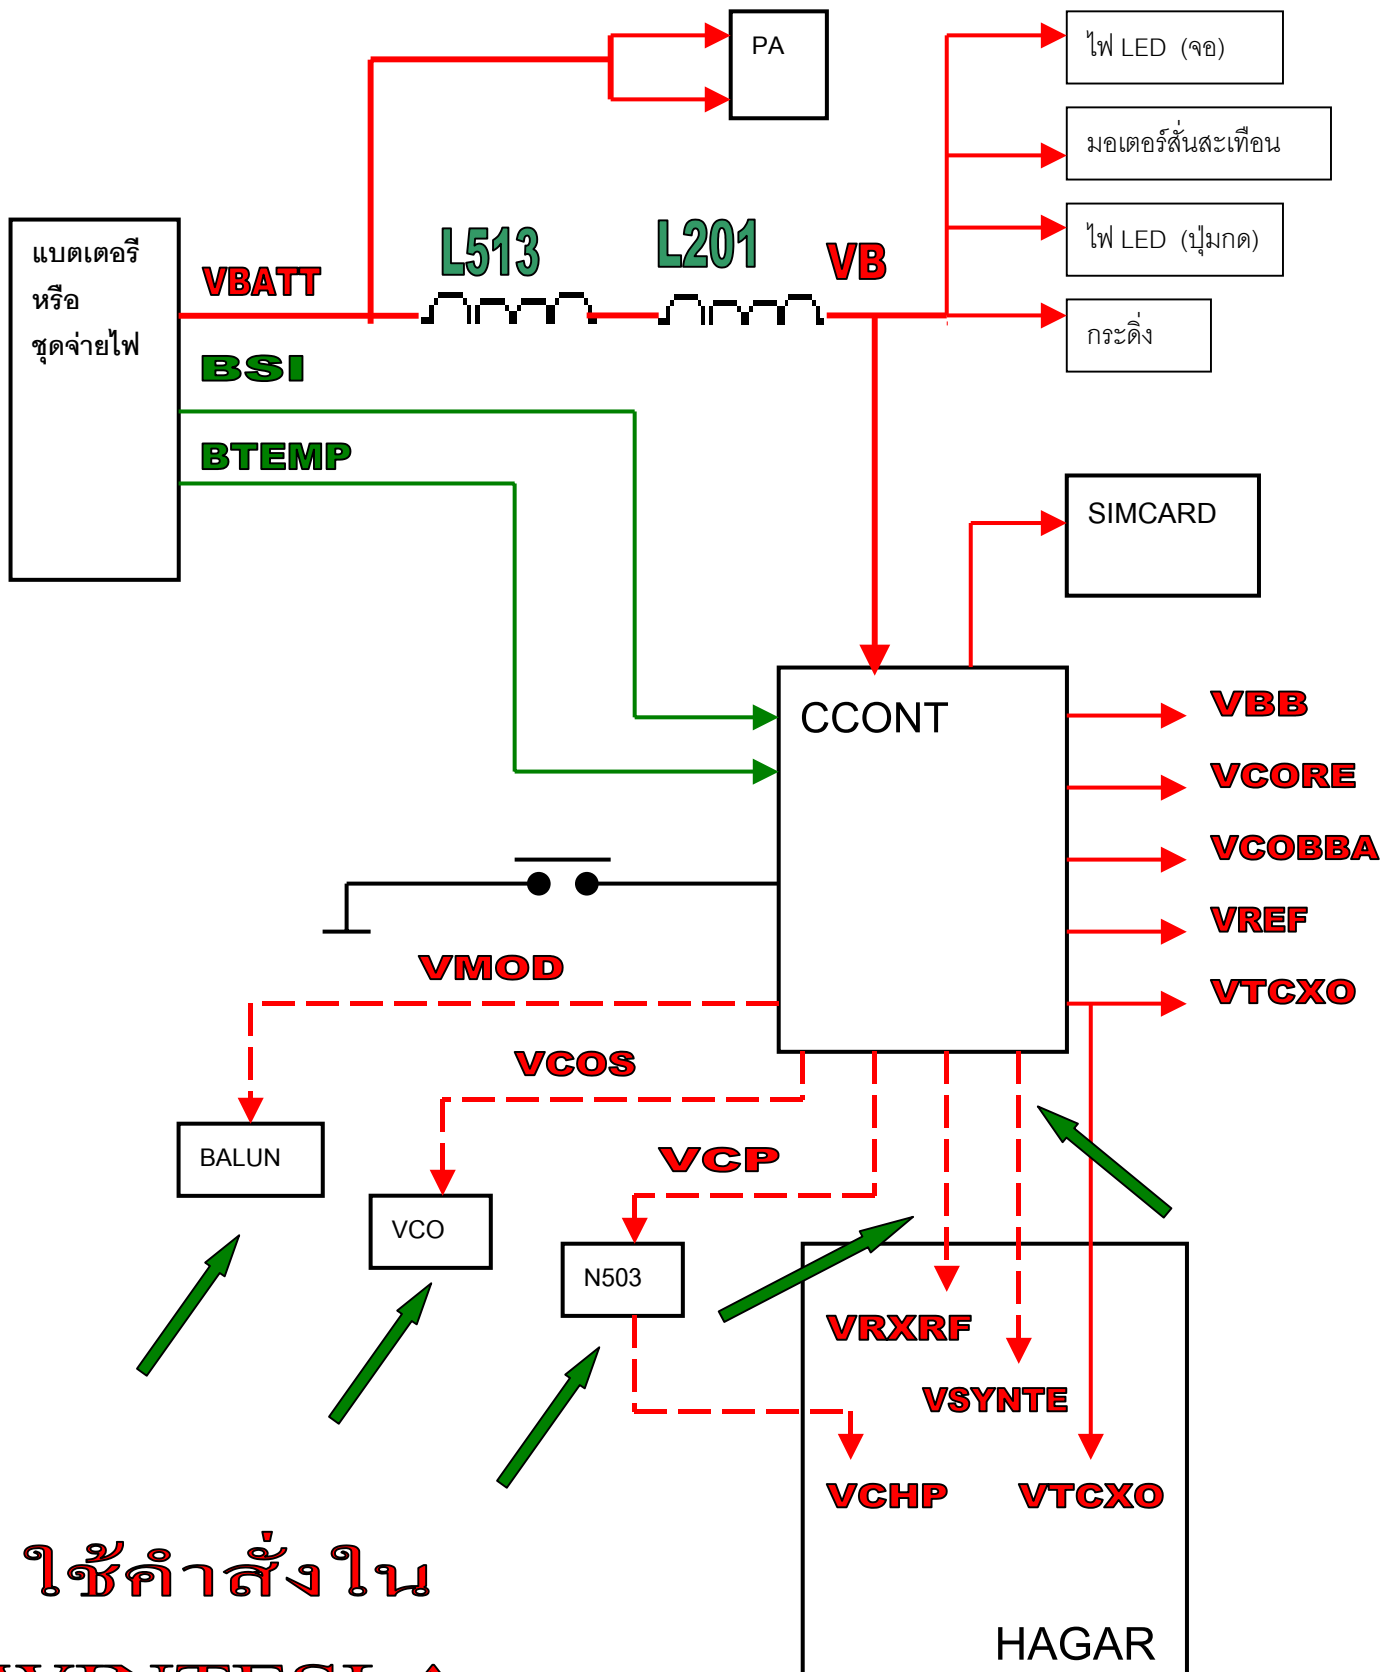 PA
ไฟ LED (จอ)
มอเตอร์สั่นสะเทือน
ไฟ LED (ปุ่มกด)
กระดิ่ง
แบตเตอรี่
หรือ
ชุดจ่ายไฟ
VBATT
L513
L201
VB
BSI
BTEMP
SIMCARD
CCONT
VBB
VCORE
VCOBBA
VREF
VTCXO
VMOD
VCOS
VCP
BALUN
VCO
N503
VRXRF
VSYNTE
VCHP
VTCXO
ใช้คำสั่งใน
HAGAR